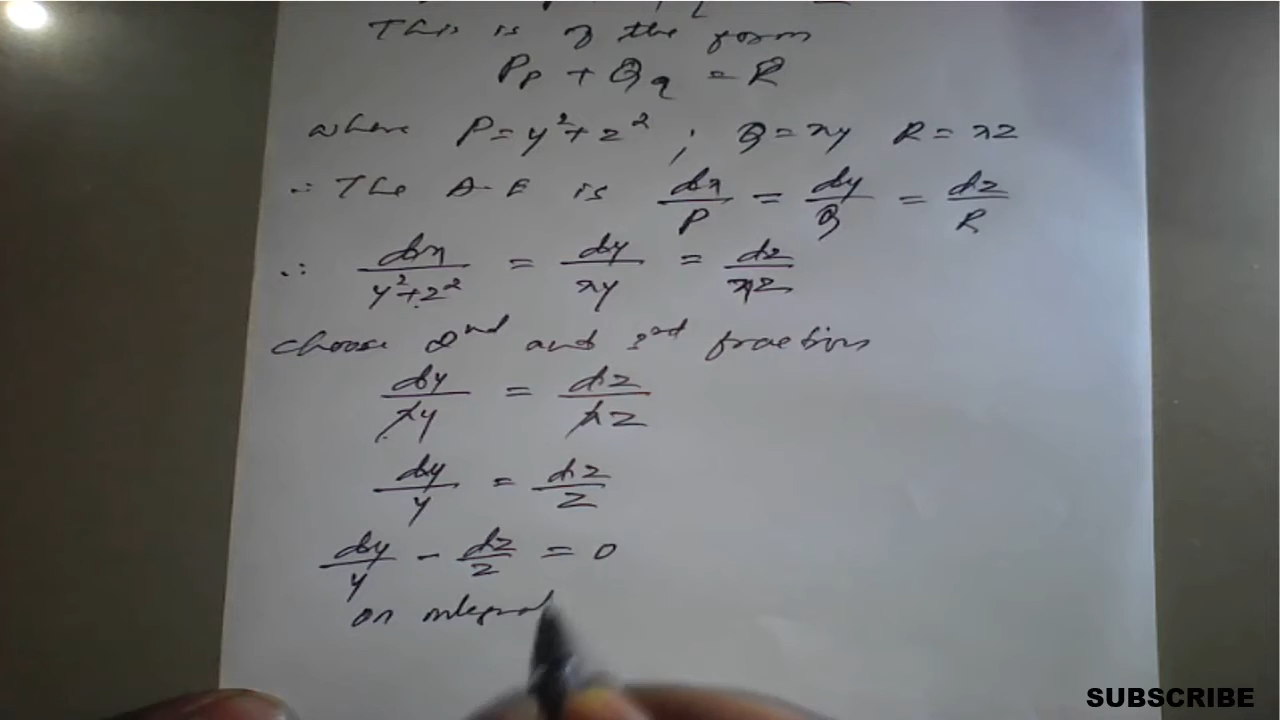 This is of the form
Pp + Qq = R
where P = y² + z² ; Q = xy R = xz
∴ The A.E is dx/P = dy/Q = dz/R
∴ dx/(y²+z²) = dy/xy = dz/xz
choose 2nd and 3rd fraction
dy/xy = dz/xz
dy/y = dz/z
dy/y - dz/z = 0
on
SUBSCRIBE